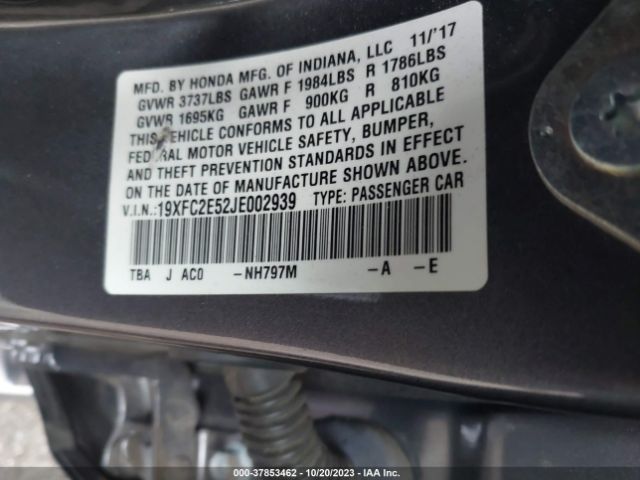 MFD. BY HONDA MFG. OF INDIANA, LLC 11/'17
GVWR 3737LBS GAWR F 1984LBS R 1786LBS
GVWR 1695KG GAWR F 900KG R 810KG
THIS VEHICLE CONFORMS TO ALL APPLICABLE
FEDERAL MOTOR VEHICLE SAFETY, BUMPER,
AND THEFT PREVENTION STANDARDS IN EFFECT
ON THE DATE OF MANUFACTURE SHOWN ABOVE.
V.I.N.:19XFC2E52JE002939 TYPE: PASSENGER CAR
TBA J AC0 -NH797M -A -E
000-37853462 - 10/20/2023 - IAA Inc.